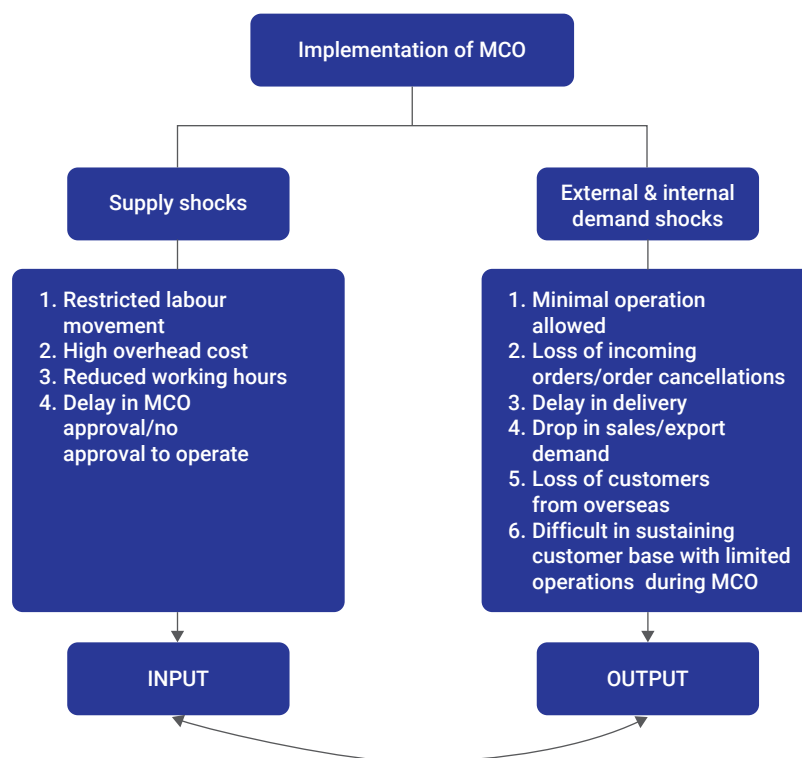 Implementation of MCO
Supply shocks
External & internal
demand shocks
1. Restricted labour
movement
2. High overhead cost
3. Reduced working hours
4. Delay in MCO
approval/no
approval to operate
1. Minimal operation
allowed
2. Loss of incoming
orders/order cancellations
3. Delay in delivery
4. Drop in sales/export
demand
5. Loss of customers
from overseas
6. Difficult in sustaining
customer base with limited
operations during MCO
INPUT
OUTPUT